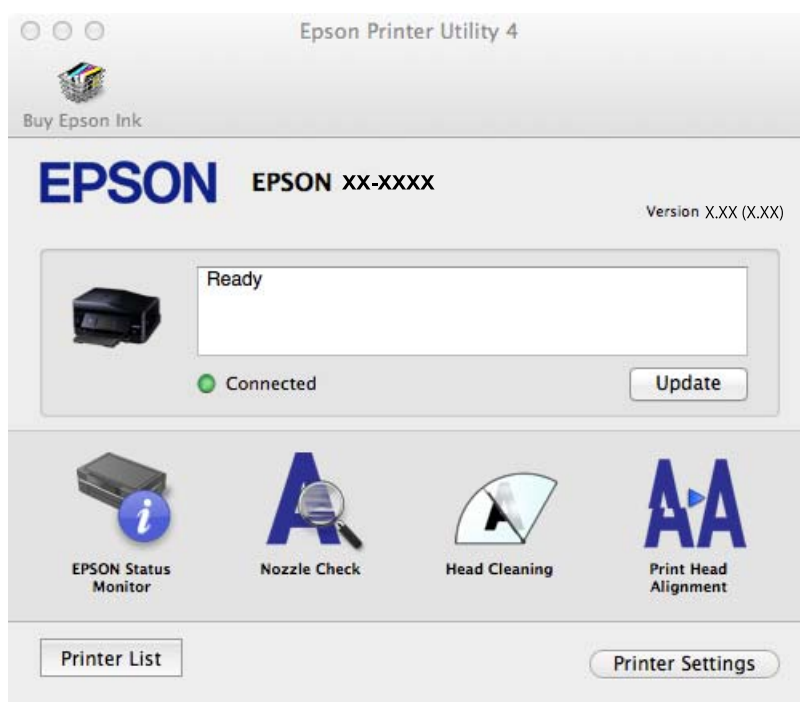 Epson Printer Utility 4
Buy Epson Ink
EPSON EPSON XX-XXXX
Version X.XX (X.XX)
Ready
Connected Update
EPSON Status Monitor
Nozzle Check
Head Cleaning
Print Head Alignment
Printer List Printer Settings